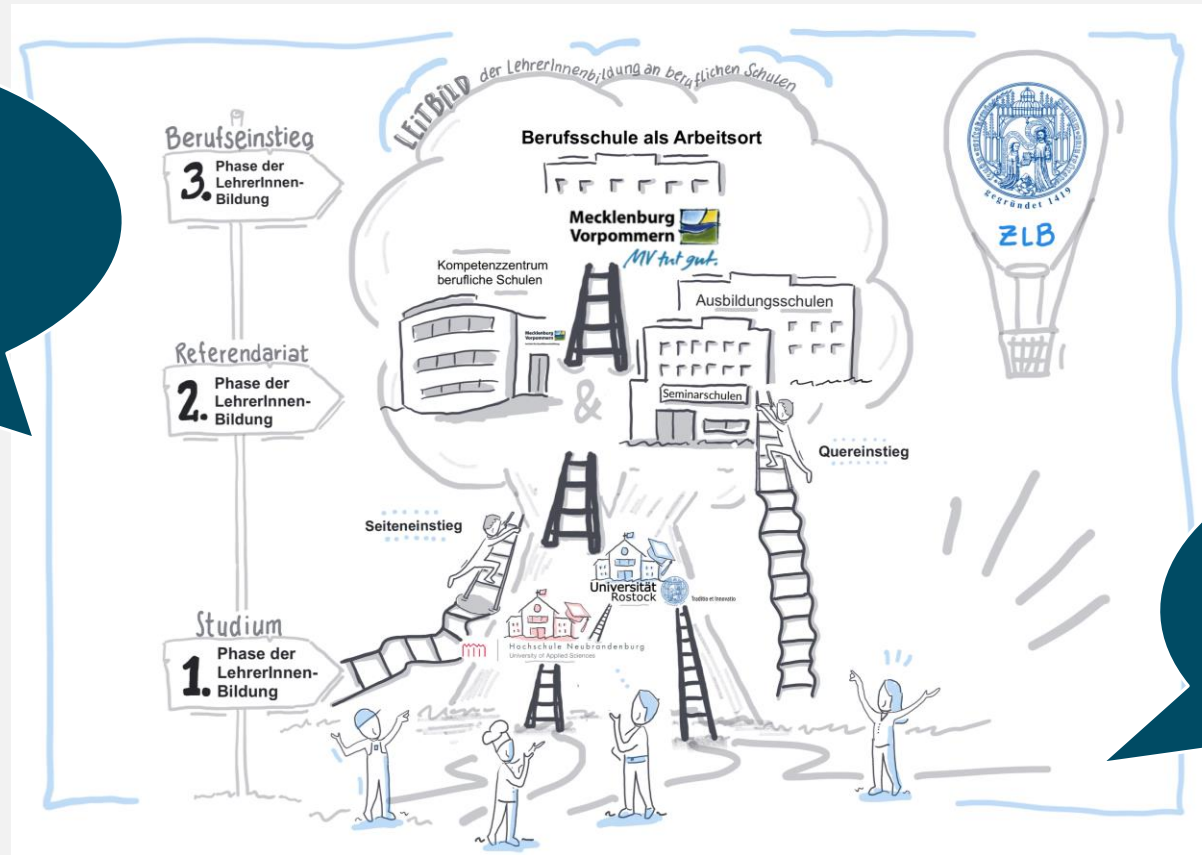 LEITBILD der LehrerInnenbildung an beruflichen Schulen
Berufseinstieg
3. Phase der
LehrerInnen-
Bildung
Berufsschule als Arbeitsort
Mecklenburg
Vorpommern
MV tut gut.
Kompetenzzentrum
berufliche Schulen
Mecklenburg
Vorpommern
Ausbildungsschulen
Seminarschulen
&
gegründet 1419
ZLB
Referendariat
2. Phase der
LehrerInnen-
Bildung
Quereinstieg
Seiteneinstieg
Universität
Rostock
Traditio et Innovatio
Hochschule Neubrandenburg
University of Applied Sciences
Studium
1. Phase der
LehrerInnen-
Bildung